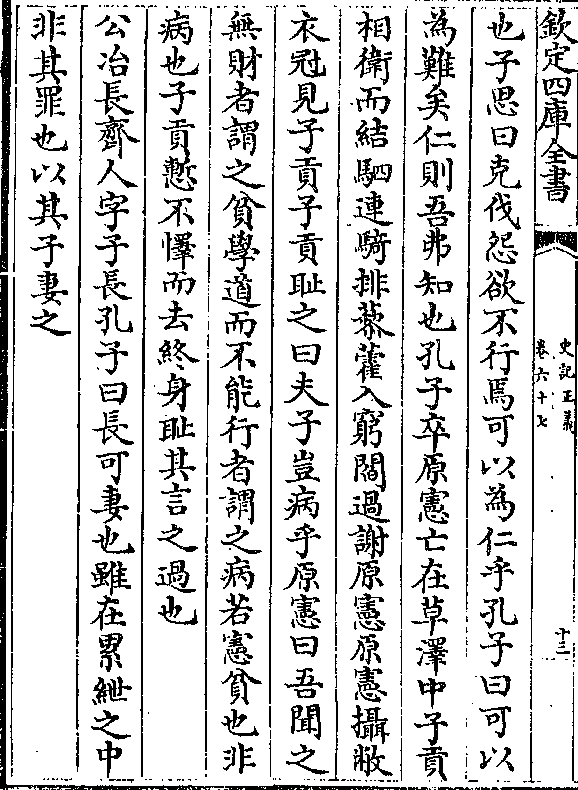 欽定四庫全書
史記正義
卷六十七
十三
也子思曰克伐怨欲不行焉可以為仁乎孔子曰可以
為難矣仁則吾弗知也孔子卒原憲亡在草澤中子貢
相衛而結駟連騎排藜藿入窮閻過謝原憲原憲攝敝
衣冠見子貢子貢恥之曰夫子豈病乎原憲曰吾聞之
無財者謂之貧學道而不能行者謂之病若憲貧也非
病也子貢慙不懌而去終身恥其言之過也
公冶長齊人字子長孔子曰長可妻也雖在累紲之中
非其罪也以其子妻之